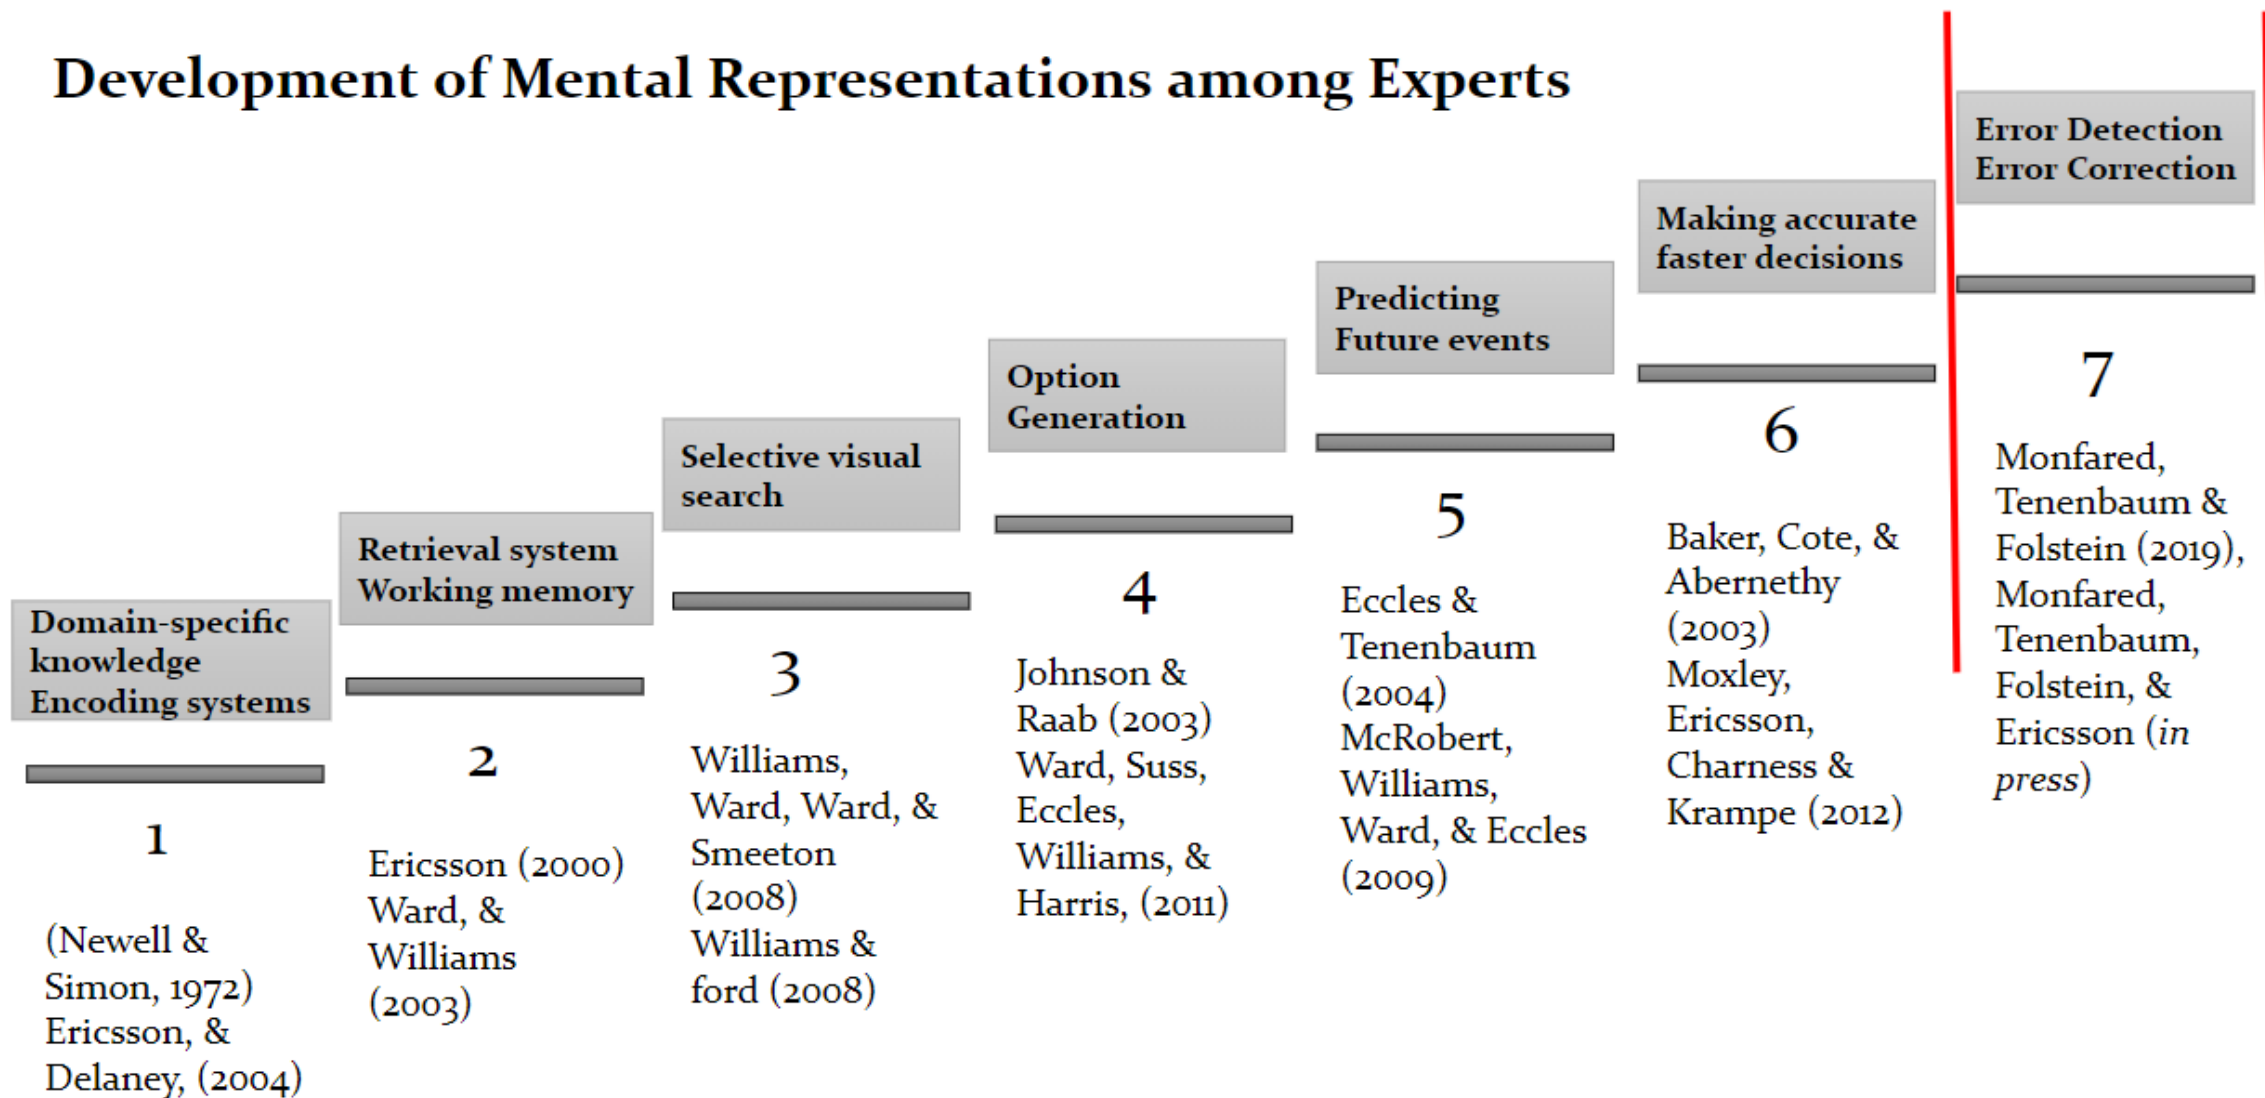 Development of Mental Representations among Experts
Domain-specific
knowledge
Encoding systems
1
(Newell &
Simon, 1972)
Ericsson, &
Delaney, (2004)
Retrieval system
Working memory
2
Ericsson (2000)
Ward, &
Williams
(2003)
Selective visual
search
3
Williams,
Ward, Ward, &
Smeeton
(2008)
Williams &
ford (2008)
Option
Generation
4
Johnson &
Raab (2003)
Ward, Suss,
Eccles,
Williams, &
Harris, (2011)
Predicting
Future events
5
Eccles &
Tenenbaum
(2004)
McRobert,
Williams,
Ward, & Eccles
(2009)
Making accurate
faster decisions
6
Baker, Cote, &
Abernethy
(2003)
Moxley,
Ericsson,
Charness &
Krampe (2012)
Error Detection
Error Correction
7
Monfared,
Tenenbaum &
Folstein (2019),
Monfared,
Tenenbaum,
Folstein, &
Ericsson (in
press)